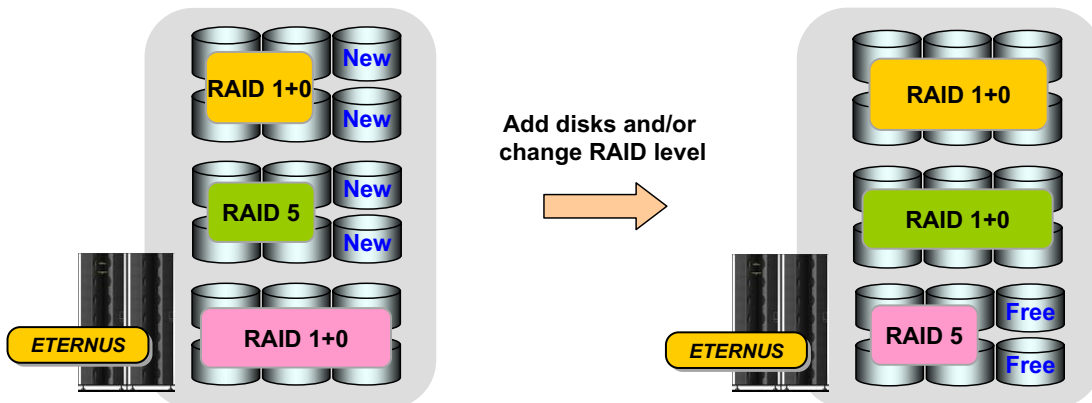 New
RAID 1+0
New
New
RAID 5
New
RAID 1+0
ETERNUS
Add disks and/or
change RAID level
RAID 1+0
RAID 1+0
Free
RAID 5
Free
ETERNUS